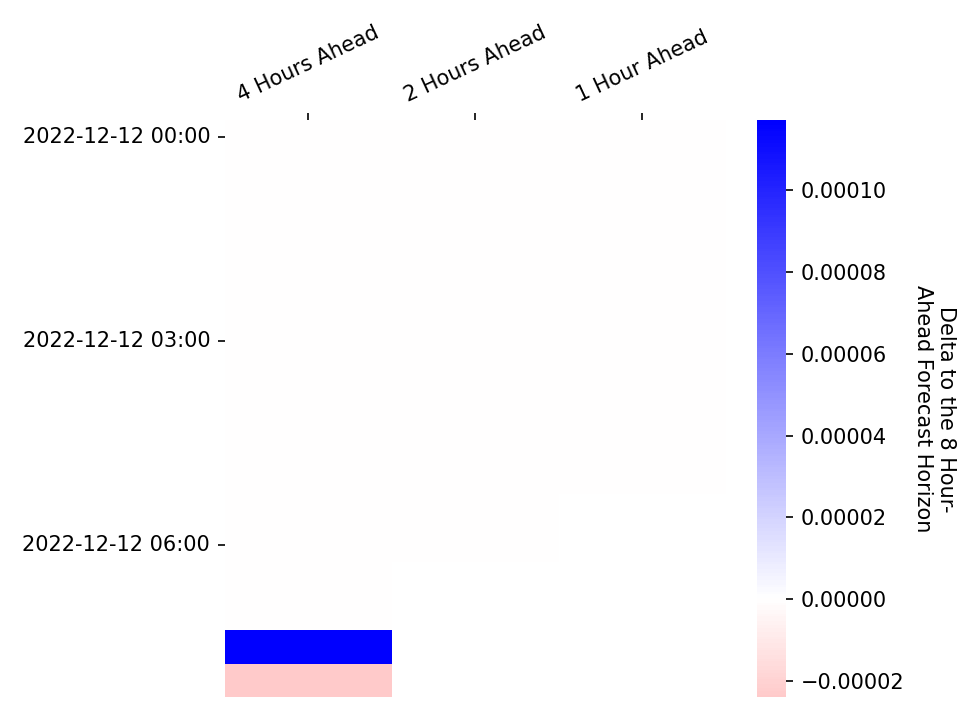 4 Hours Ahead
2 Hours Ahead
1 Hour Ahead
2022-12-12 00:00
2022-12-12 03:00
2022-12-12 06:00
0.00010
0.00008
0.00006
0.00004
0.00002
0.00000
−0.00002
Delta to the 8 Hour-
Ahead Forecast Horizon